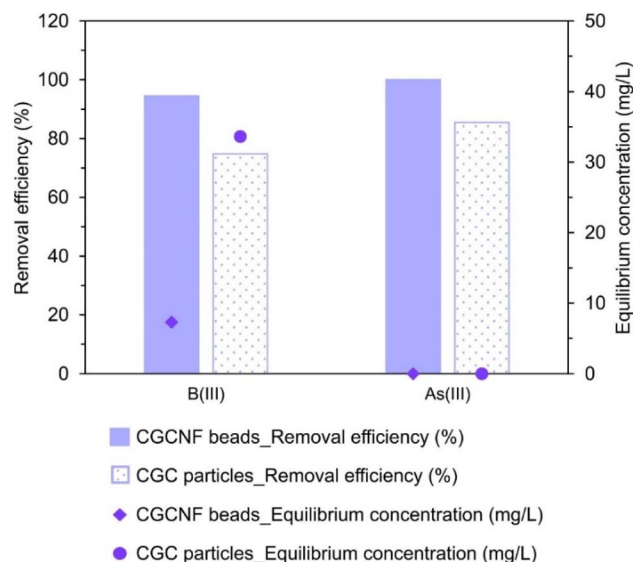 Removal efficiency (%)
120
100
80
60
40
20
0
50
40
30
20
10
0
Equilibrium concentration (mg/L)
B(III)
As(III)
CGCNF beads_Removal efficiency (%)
CGC particles_Removal efficiency (%)
CGCNF beads_Equilibrium concentration (mg/L)
CGC particles_Equilibrium concentration (mg/L)